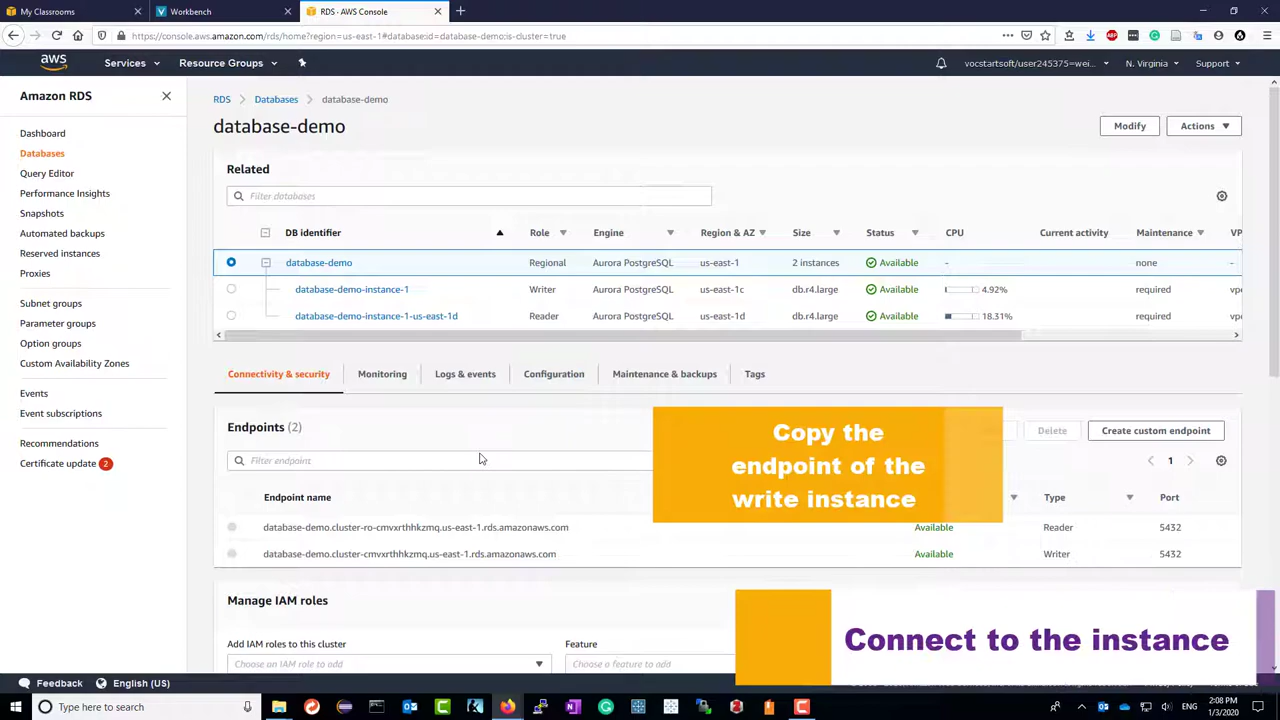 My Classrooms
Workbench
RDS · AWS Console
https://console.aws.amazon.com/rds/home?region=us-east-1#database:id=database-demo;is-cluster=true
aws
Services
Resource Groups
vocstartsoft/user245375=wei...
N. Virginia
Support
Amazon RDS
Dashboard
Databases
Query Editor
Performance Insights
Snapshots
Automated backups
Reserved instances
Proxies
Subnet groups
Parameter groups
Option groups
Custom Availability Zones
Events
Event subscriptions
Recommendations
Certificate update 2
RDS > Databases > database-demo
database-demo
Modify
Actions
Related
Filter databases
DB identifier Role Engine Region & AZ Size Status CPU Current activity Maintenance VP
database-demo Regional Aurora PostgreSQL us-east-1 2 instances Available - none -
database-demo-instance-1 Writer Aurora PostgreSQL us-east-1c db.r4.large Available 4.92% required vp
database-demo-instance-1-us-east-1d Reader Aurora PostgreSQL us-east-1d db.r4.large Available 18.31% required vp
Connectivity & security Monitoring Logs & events Configuration Maintenance & backups Tags
Endpoints (2)
Delete
Create custom endpoint
Filter endpoint
1
Endpoint name Type Port
database-demo.cluster-ro-cmvxrthhkzmq.us-east-1.rds.amazonaws.com Available Reader 5432
database-demo.cluster-cmvxrthhkzmq.us-east-1.rds.amazonaws.com Available Writer 5432
Copy the
endpoint of the
write instance
Manage IAM roles
Add IAM roles to this cluster
Feature
Choose an IAM role to add
Choose a feature to add
Connect to the instance
Feedback
English (US)
Type here to search
2:08 PM
1/3/2020